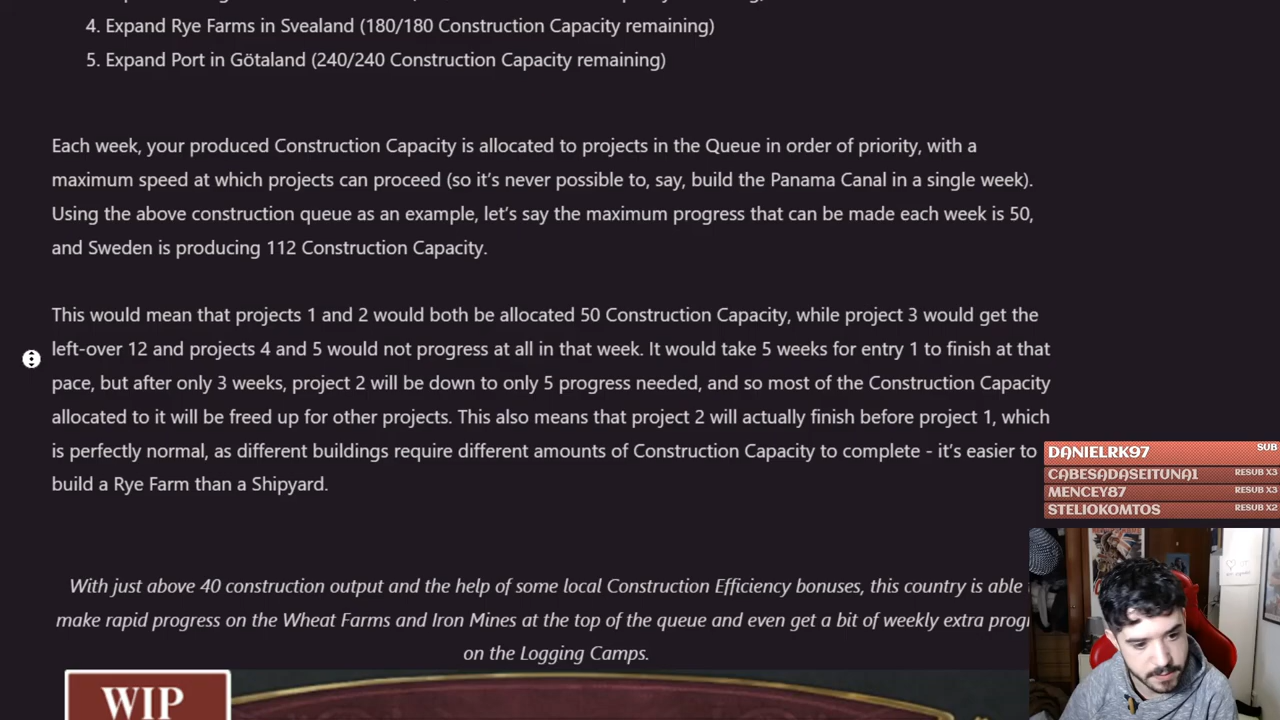 4. Expand Rye Farms in Svealand (180/180 Construction Capacity remaining)
5. Expand Port in Götaland (240/240 Construction Capacity remaining)
Each week, your produced Construction Capacity is allocated to projects in the Queue in order of priority, with a
maximum speed at which projects can proceed (so it's never possible to, say, build the Panama Canal in a single week).
Using the above construction queue as an example, let's say the maximum progress that can be made each week is 50,
and Sweden is producing 112 Construction Capacity.
This would mean that projects 1 and 2 would both be allocated 50 Construction Capacity, while project 3 would get the
left-over 12 and projects 4 and 5 would not progress at all in that week. It would take 5 weeks for entry 1 to finish at that
pace, but after only 3 weeks, project 2 will be down to only 5 progress needed, and so most of the Construction Capacity
allocated to it will be freed up for other projects. This also means that project 2 will actually finish before project 1, which
is perfectly normal, as different buildings require different amounts of Construction Capacity to complete - it's easier to
build a Rye Farm than a Shipyard.
DANIELRK97 SUB
CABESADASEITUNA1 RESUB X3
MENCEY87 RESUB X3
STELIOKOMTOS RESUB X2
With just above 40 construction output and the help of some local Construction Efficiency bonuses, this country is able
make rapid progress on the Wheat Farms and Iron Mines at the top of the queue and even get a bit of weekly extra progr
on the Logging Camps.
WIP